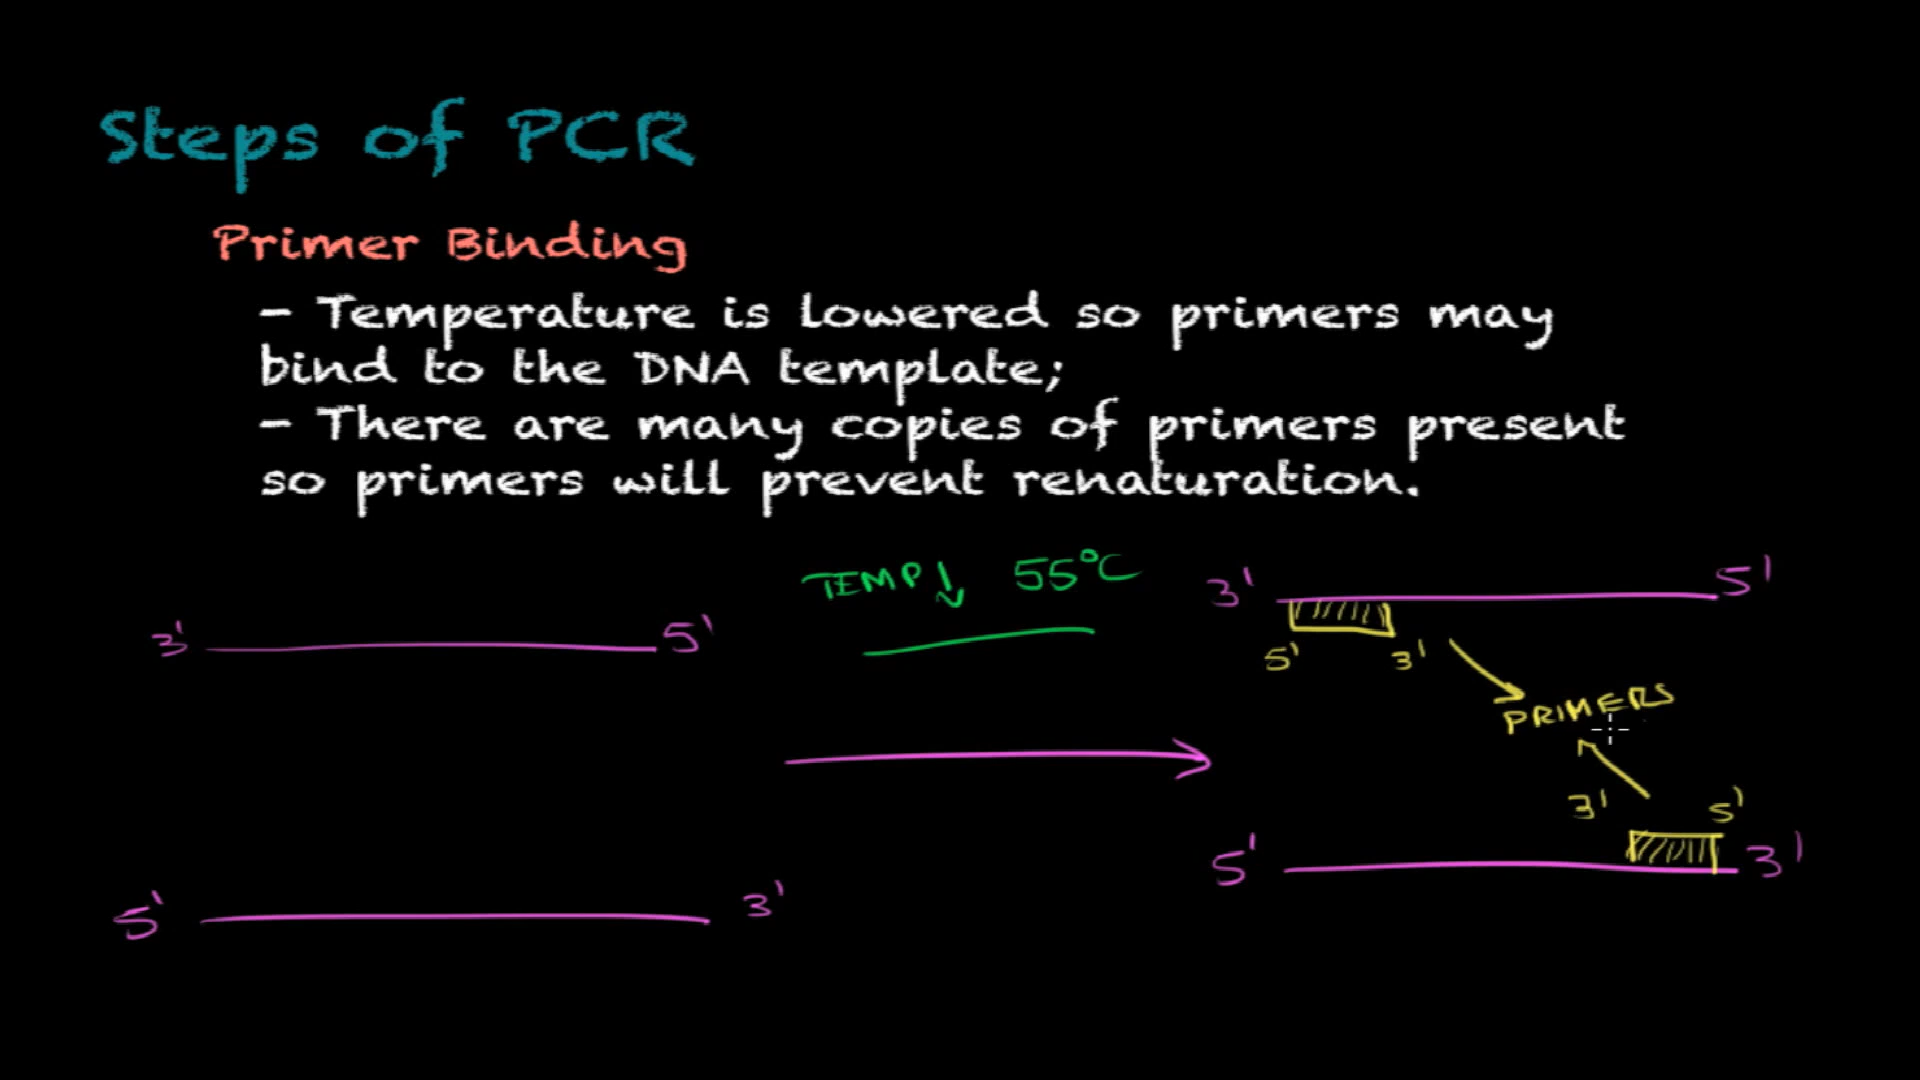 Steps of PCR
Primer Binding
- Temperature is lowered so primers may
bind to the DNA template;
- There are many copies of primers present
so primers will prevent renaturation.
TEMP↓ 55°C
3' 5'
3' 5'
5' 3'
PRIMERS
3' 5'
5' 3'
5' 3'